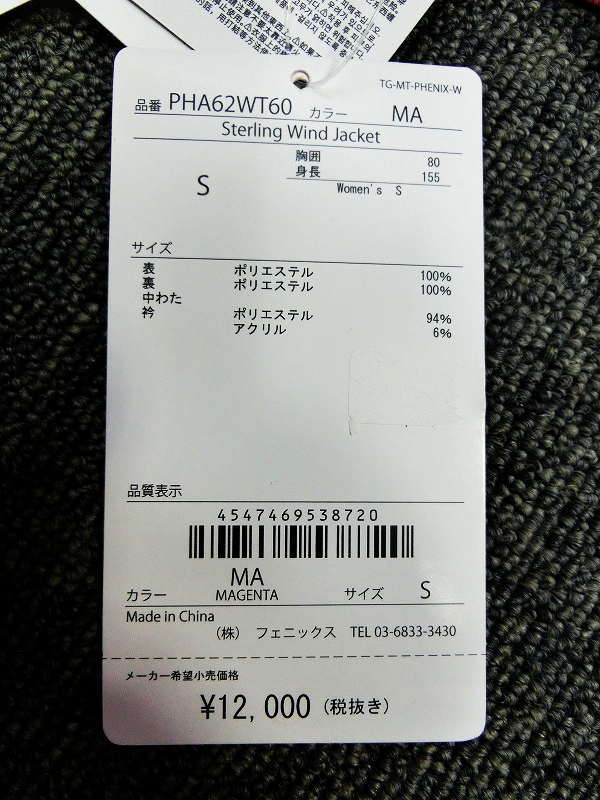 TG-MT-PHENIX-W
品番 PHA62WT60 カラー MA
Sterling Wind Jacket
胸囲 80
S 身長 155
Women's S
サイズ
表 ポリエステル 100%
裏 ポリエステル 100%
中わた
衿 ポリエステル 94%
アクリル 6%
品質表示
4547469538720
カラー MA サイズ S
MAGENTA
Made in China
(株) フェニックス TEL 03-6833-3430
メーカー希望小売価格
¥12,000 (税抜き)